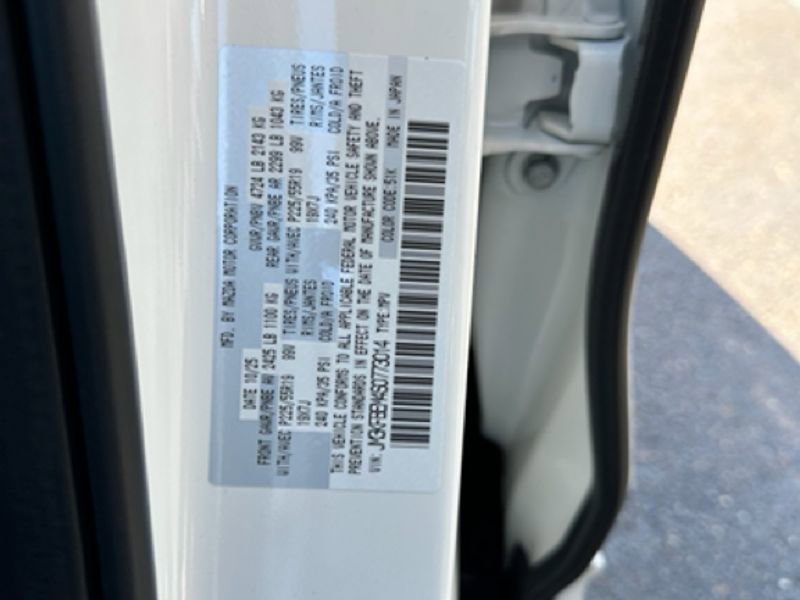 MFD. BY MAZDA MOTOR CORPORATION
DATE 10/25 GVWR/PNBV 4724 LB 2143 KG
FRONT GAWR/PNBE AV 2425 LB 1100 KG REAR GAWR/PNBE AR 2299 LB 1043 KG
WITH/AVEC P225/55R19 99V TIRES/PNEUS WITH/AVEC P225/55R19 99V TIRES/PNEUS
19X7J RIMS/JANTES 19X7J RIMS/JANTES
240 KPA/35 PSI COLD/A FROID 240 KPA/35 PSI COLD/A FROID
THIS VEHICLE CONFORMS TO ALL APPLICABLE FEDERAL MOTOR VEHICLE SAFETY AND THEFT
PREVENTION STANDARDS IN EFFECT ON THE DATE OF MANUFACTURE SHOWN ABOVE.
VIN: JM3KFBEM4S0773014 TYPE:MPV COLOR CODE:51K MADE IN JAPAN